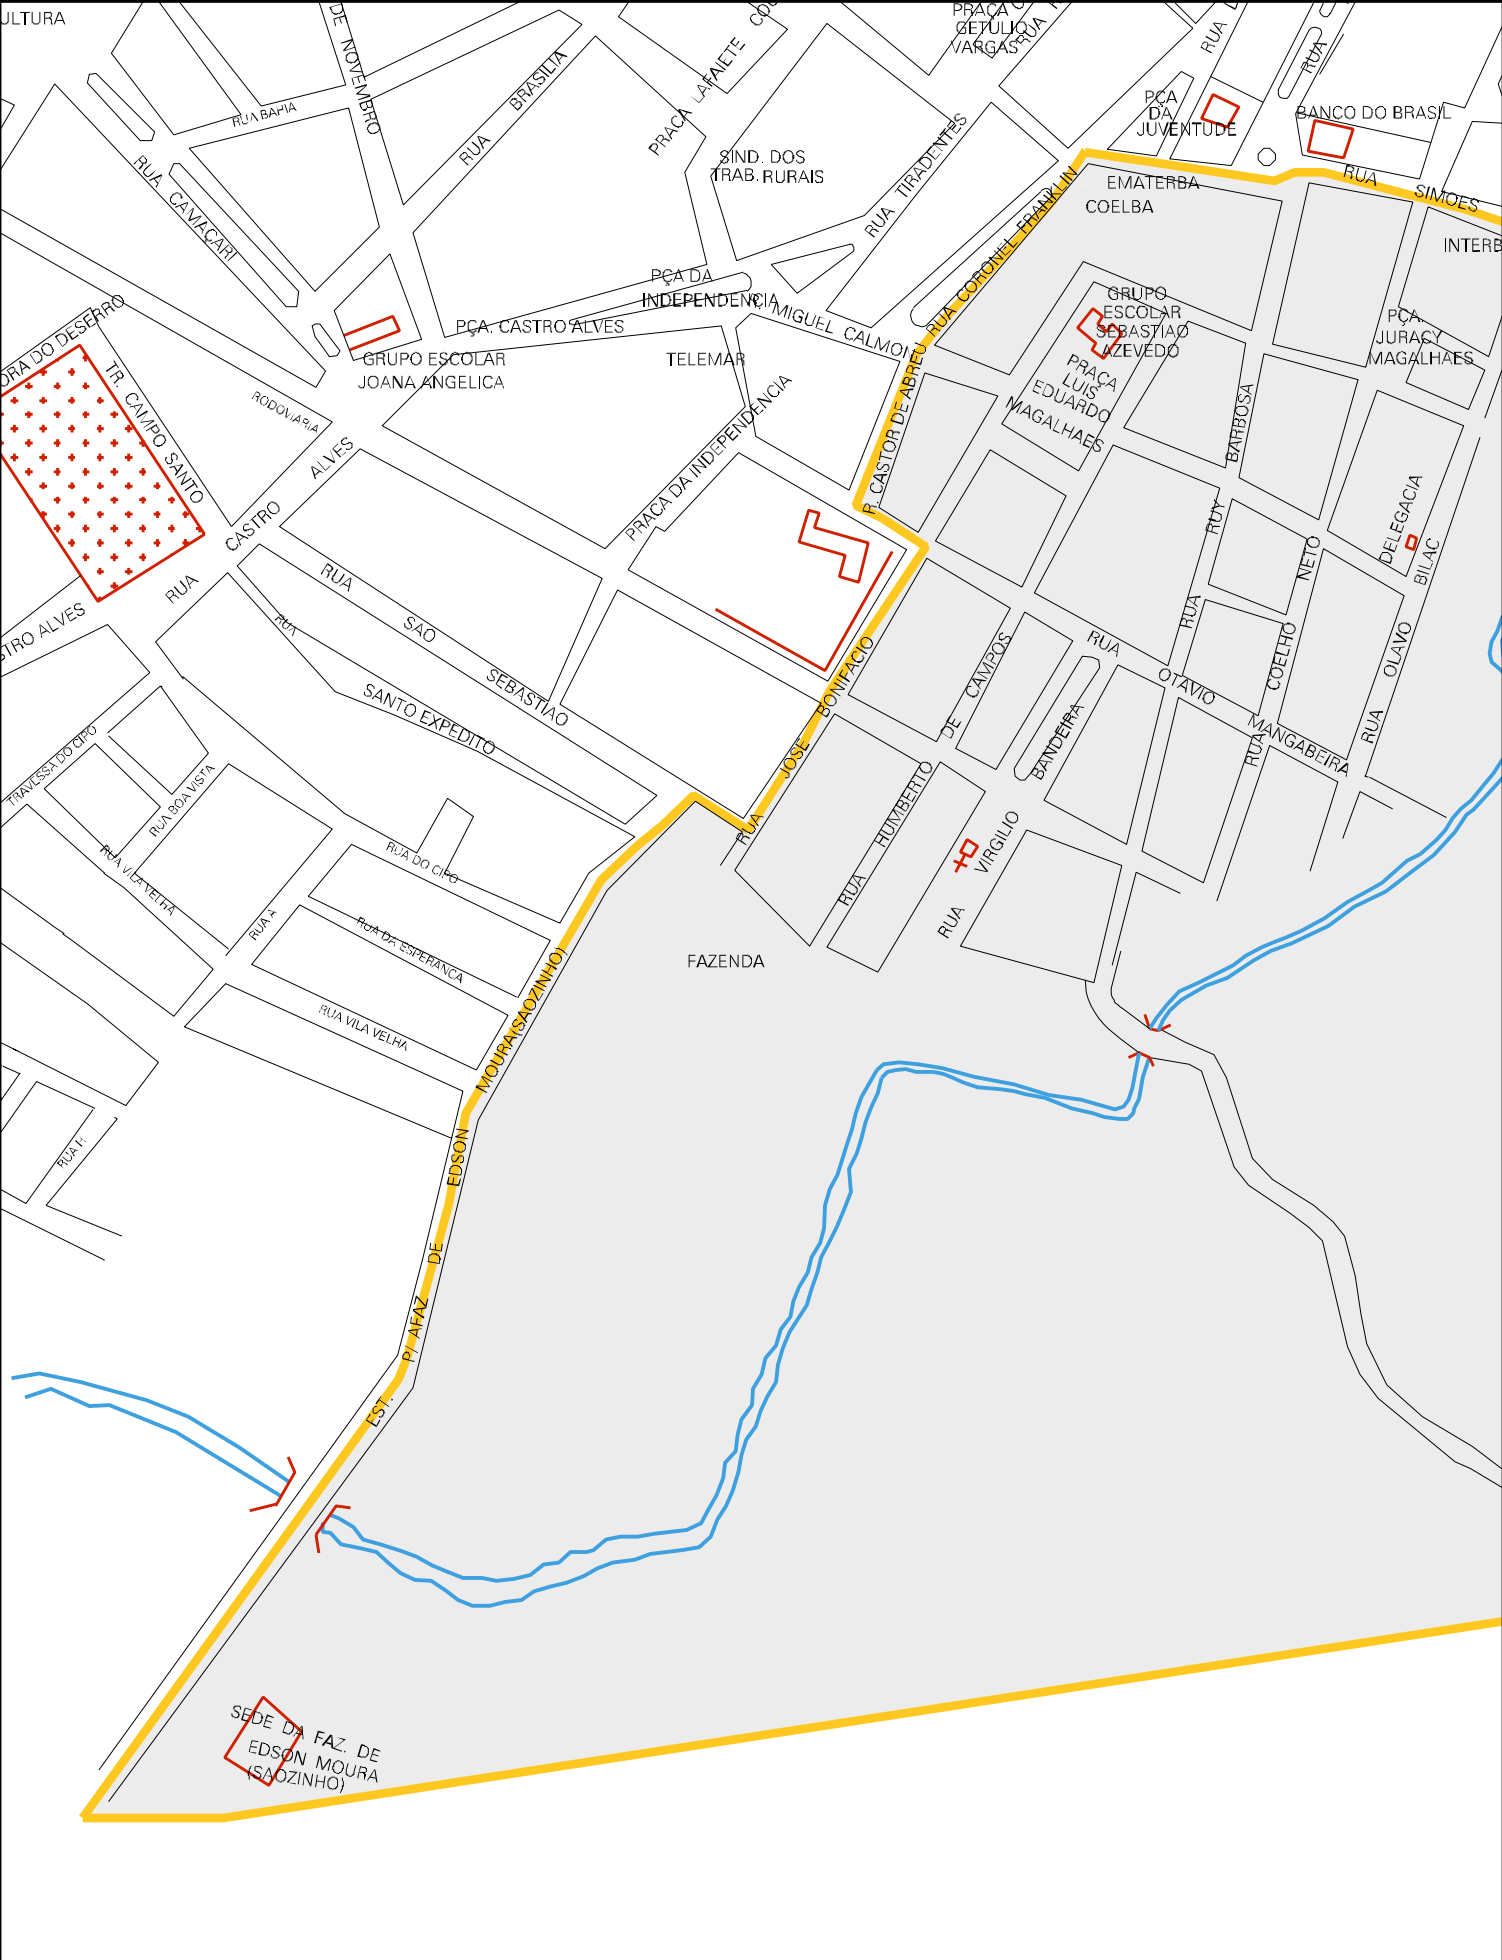 ULTURA
DE NOVEMBRO
RUA BAHIA
RUA BRASILIA
PRAÇA LAFAIETE
PRAÇA
GETULIO
VARGAS
RUA
RUA
RUA
PÇA
DA
JUVENTUDE
BANCO DO BRASIL
SIND. DOS
TRAB. RURAIS
RUA TIRADENTES
RUA CAMAÇARI
EMATERBA
COELBA
RUA SIMOES
INTERB
RUA CORONEL FRANKLIN
PÇA DA
INDEPENDENCIA
R. MIGUEL CALMON
PÇA. CASTRO ALVES
TELEMAR
GRUPO ESCOLAR
JOANA ANGELICA
GRUPO
ESCOLAR
SEBASTIAO
AZEVEDO
PRAÇA
LUIS
EDUARDO
MAGALHAES
PÇA.
JURACY
MAGALHAES
ORA DO DESERRO
TR. CAMPO SANTO
RODOVIARIA
RUA CASTRO ALVES
STRO ALVES
PRAÇA DA INDEPENDENCIA
R. CASTOR DE ABREU
RUA RUY BARBOSA
DELEGACIA
RUA OLAVO BILAC
RUA COELHO NETO
RUA SAO SEBASTIAO
RUA SANTO EXPEDITO
RUA OTAVIO MANGABEIRA
RUA JOSE BONIFACIO
RUA HUMBERTO DE CAMPOS
RUA VIRGILIO BANDEIRA
TRAVESSA DO CIPO
RUA BOA VISTA
RUA VILA VELHA
RUA DO CIPO
RUA A
RUA DA ESPERANCA
RUA VILA VELHA
RUA H
FAZENDA
EST. P/ AFAZ DE EDSON MOURA(SAOZINHO)
SEDE DA FAZ. DE
EDSON MOURA
(SAOZINHO)